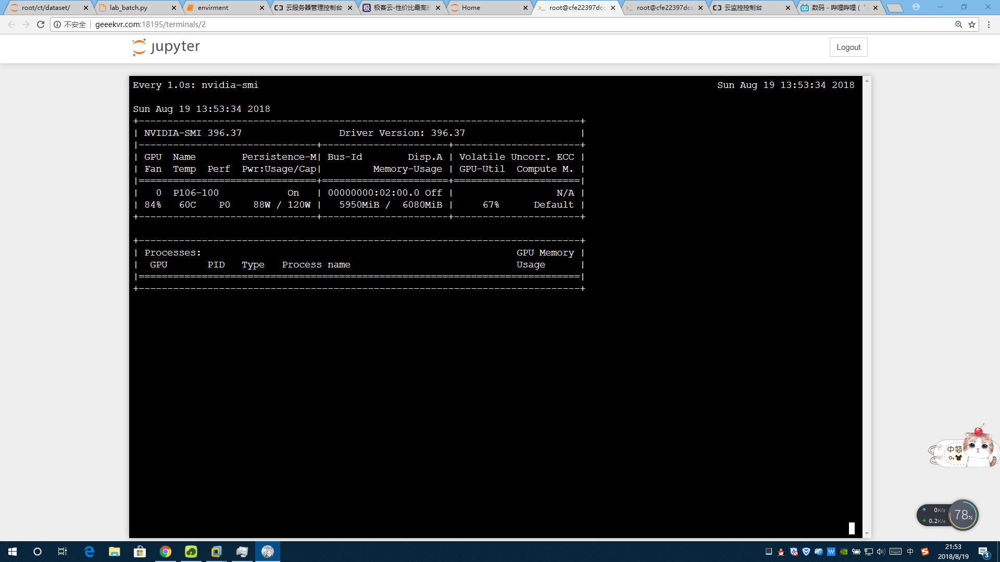 root/ct/dataset/
lab_batch.py
envirment
云服务器管理控制台
极客云-性价比最高的
Home
root@cfe22397dcc
root@cfe22397dcc
云监控控制台
数码 - 哔哩哔哩 ( ゜-
不安全
geeekvr.com:18195/terminals/2
jupyter
Logout
Every 1.0s: nvidia-smi Sun Aug 19 13:53:34 2018
Sun Aug 19 13:53:34 2018
+-----------------------------------------------------------------------------+
| NVIDIA-SMI 396.37                 Driver Version: 396.37                    |
|-------------------------------+----------------------+----------------------+
| GPU  Name        Persistence-M| Bus-Id        Disp.A | Volatile Uncorr. ECC |
| Fan  Temp  Perf  Pwr:Usage/Cap|         Memory-Usage | GPU-Util  Compute M. |
|===============================+======================+======================|
|   0  P106-100            On   | 00000000:02:00.0 Off |                  N/A |
| 84%   60C    P0    88W / 120W |   5950MiB /  6080MiB |     67%      Default |
+-------------------------------+----------------------+----------------------+
+-----------------------------------------------------------------------------+
| Processes:                                                       GPU Memory |
|  GPU       PID   Type   Process name                             Usage      |
|=============================================================================|
+-----------------------------------------------------------------------------+
中简
0K/s
0.2K/s
78%
中
21:53
2018/8/19
3